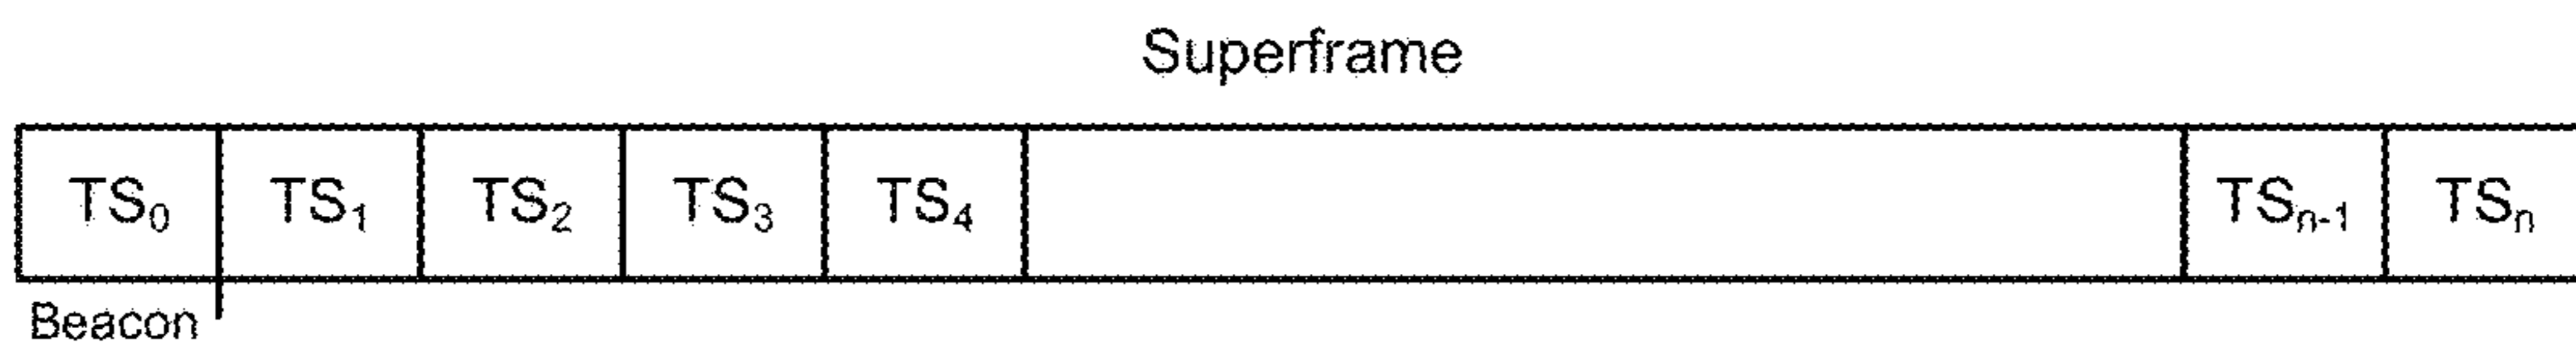 Superframe
TS₀ TS₁ TS₂ TS₃ TS₄ TSₙ₋₁ TSₙ
Beacon